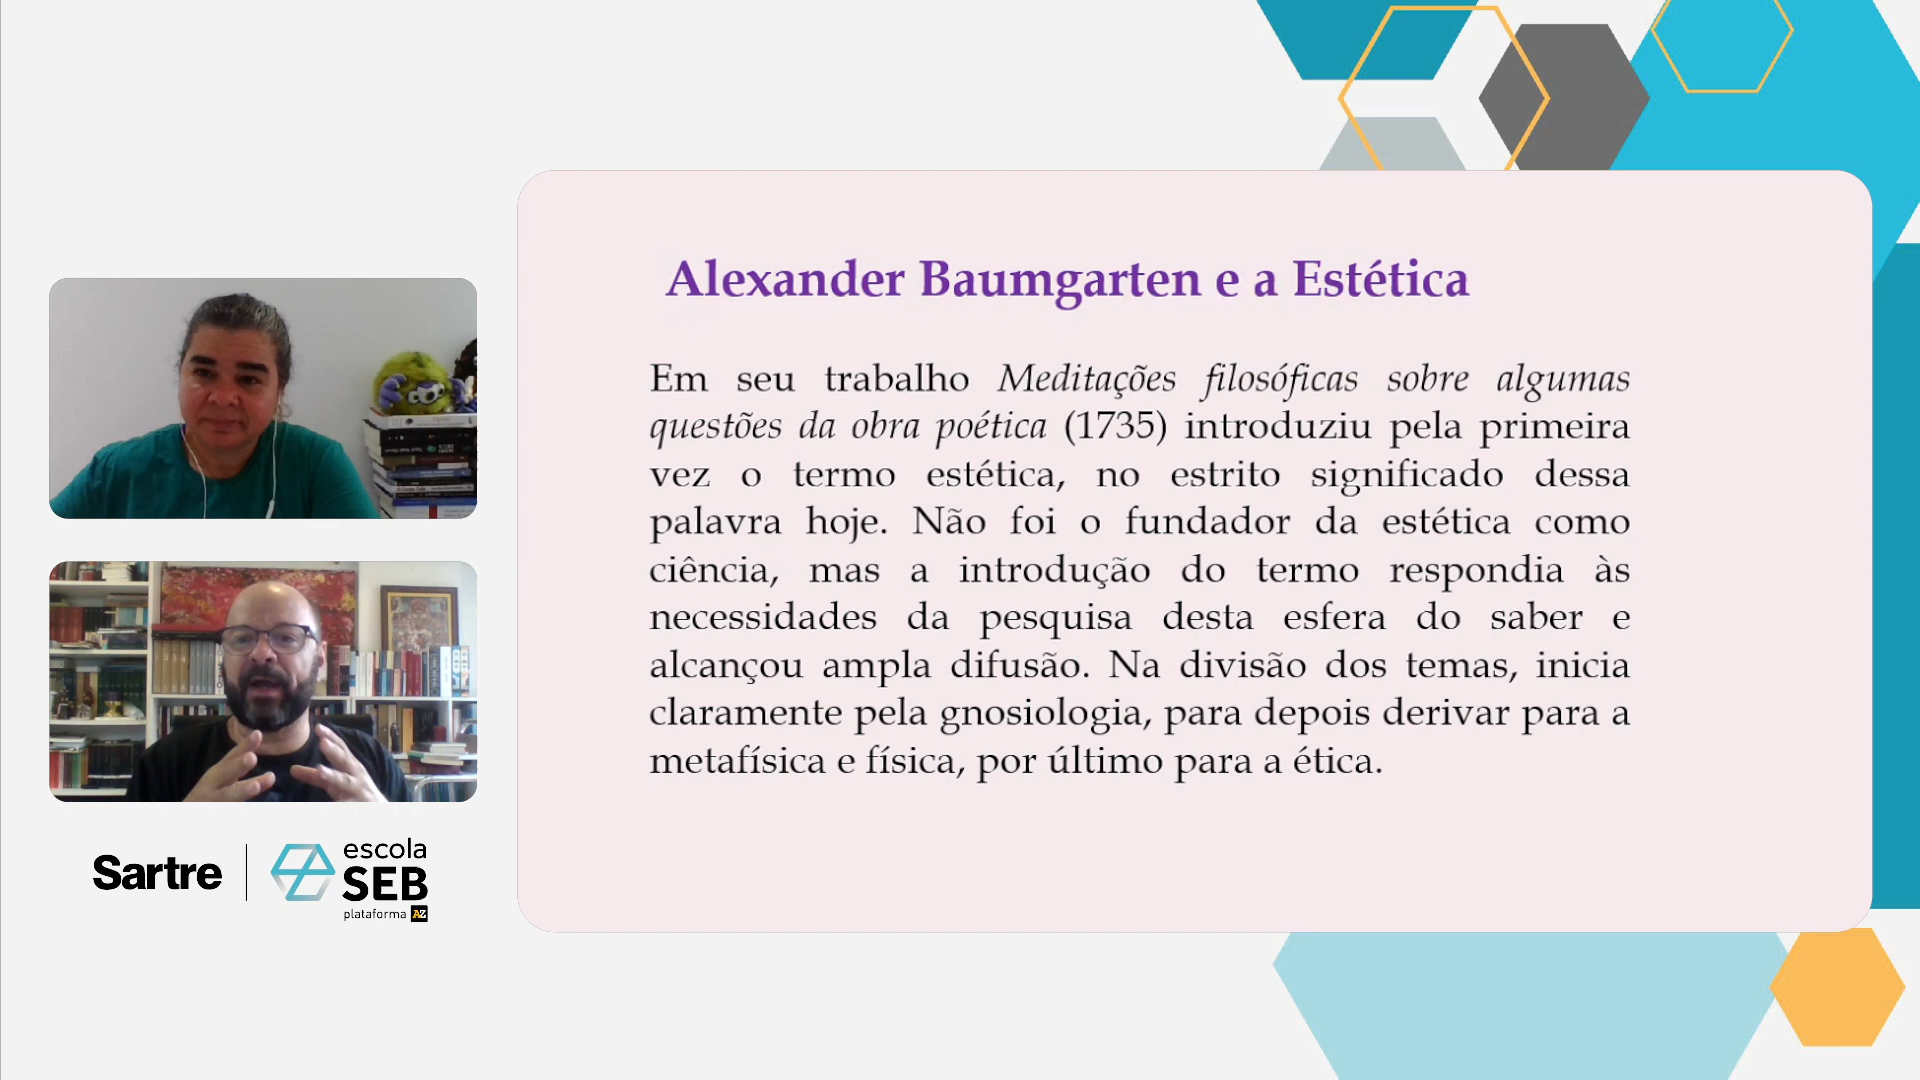 Alexander Baumgarten e a Estética
Em seu trabalho Meditações filosóficas sobre algumas
questões da obra poética (1735) introduziu pela primeira
vez o termo estética, no estrito significado dessa
palavra hoje. Não foi o fundador da estética como
ciência, mas a introdução do termo respondia às
necessidades da pesquisa desta esfera do saber e
alcançou ampla difusão. Na divisão dos temas, inicia
claramente pela gnosiologia, para depois derivar para a
metafísica e física, por último para a ética.
Sartre
escola
SEB
plataforma AZ